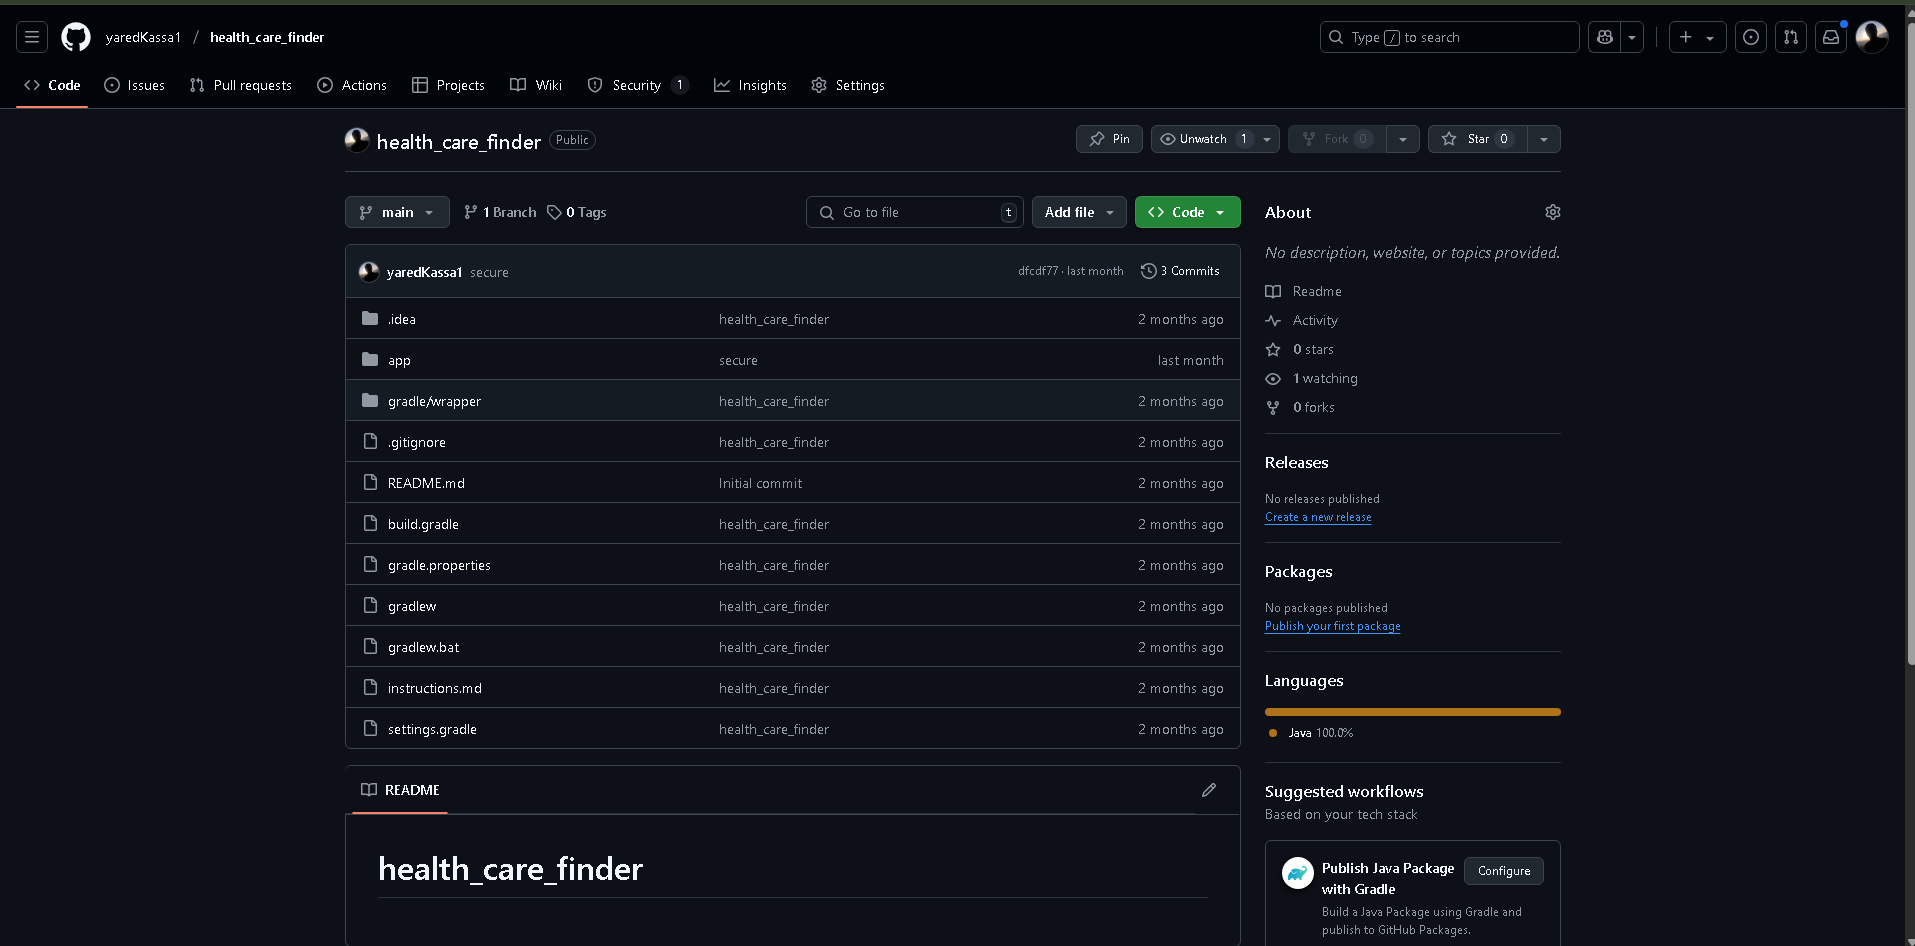 yaredKassa1 / health_care_finder
Type / to search
Code Issues Pull requests Actions Projects Wiki Security 1 Insights Settings
health_care_finder Public
Pin Unwatch 1 Fork 0 Star 0
main 1 Branch 0 Tags Go to file t Add file Code
yaredKassa1 secure dfcdf77 · last month 3 Commits
.idea health_care_finder 2 months ago
app secure last month
gradle/wrapper health_care_finder 2 months ago
.gitignore health_care_finder 2 months ago
README.md Initial commit 2 months ago
build.gradle health_care_finder 2 months ago
gradle.properties health_care_finder 2 months ago
gradlew health_care_finder 2 months ago
gradlew.bat health_care_finder 2 months ago
instructions.md health_care_finder 2 months ago
settings.gradle health_care_finder 2 months ago
README
health_care_finder
About
No description, website, or topics provided.
Readme
Activity
0 stars
1 watching
0 forks
Releases
No releases published
Create a new release
Packages
No packages published
Publish your first package
Languages
Java 100.0%
Suggested workflows
Based on your tech stack
Publish Java Package
with Gradle
Configure
Build a Java Package using Gradle and
publish to GitHub Packages.